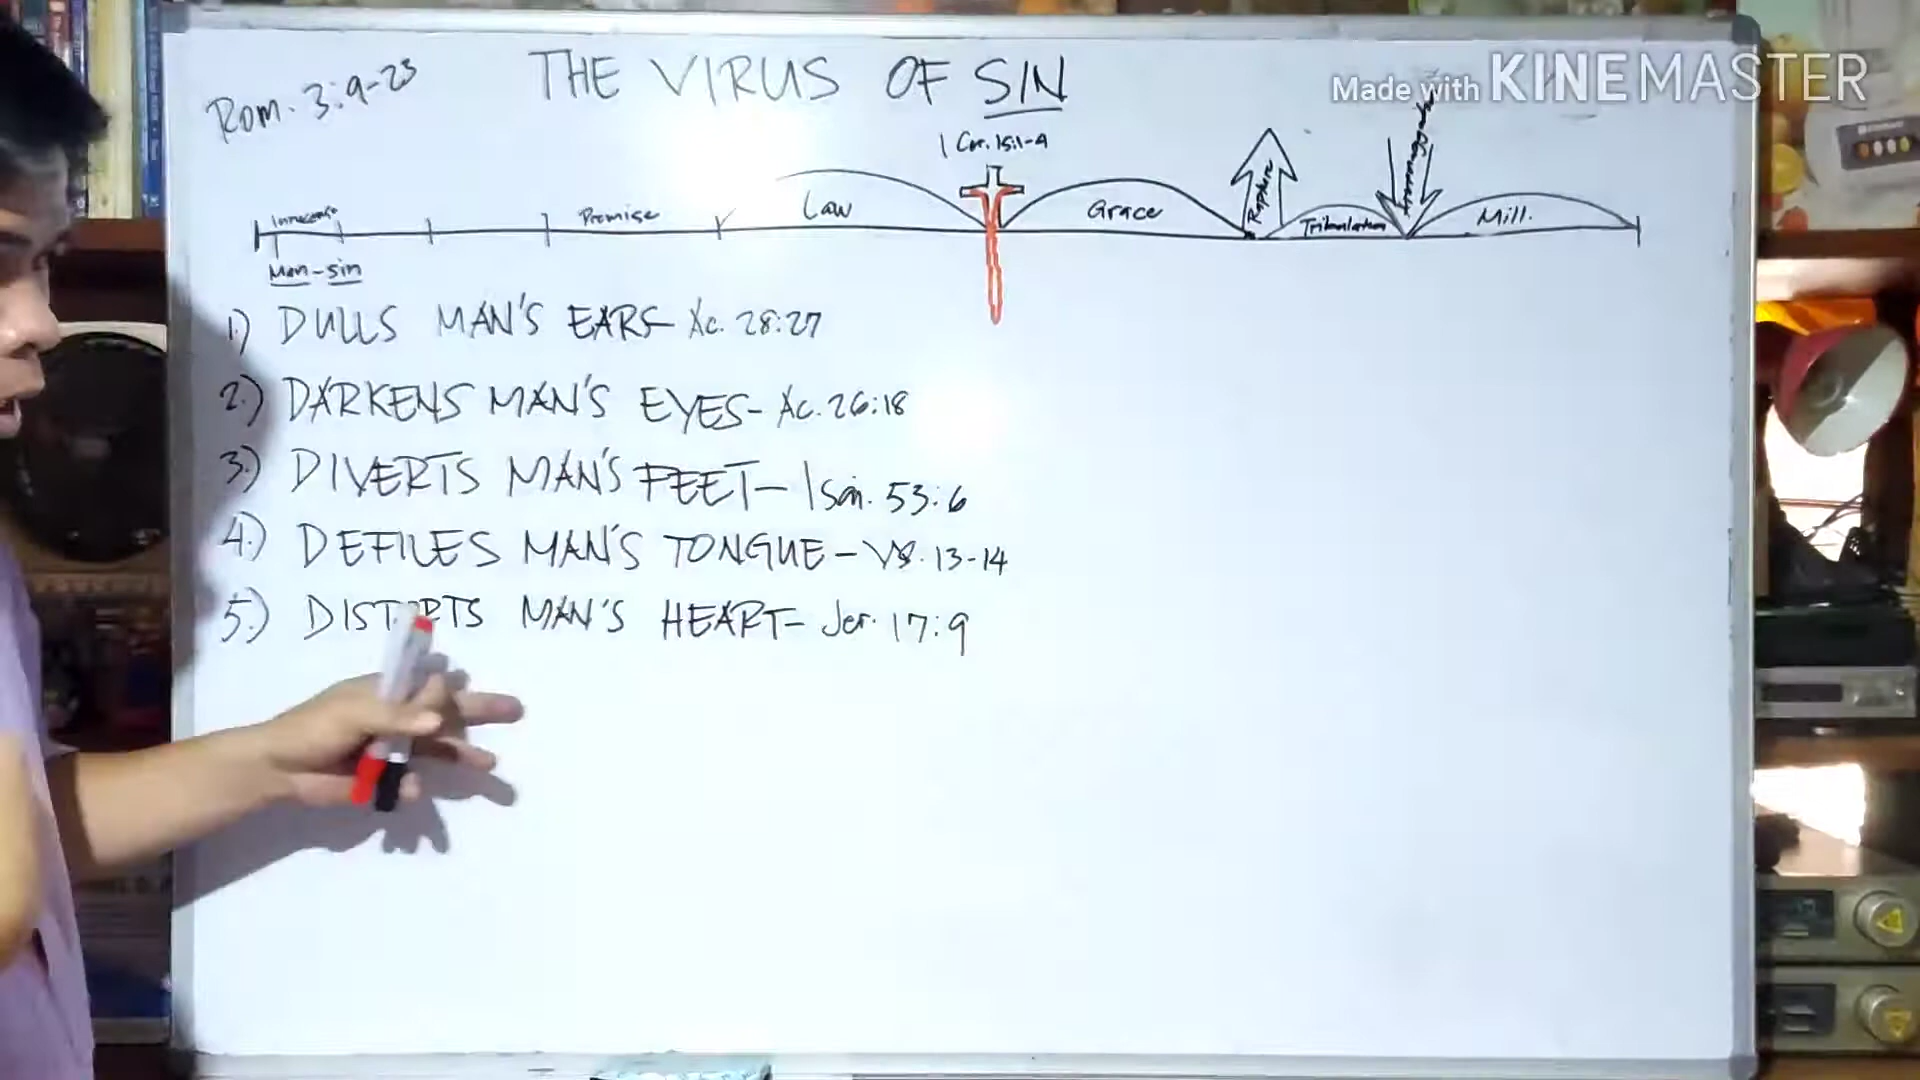 Made with KINEMASTER
Rom. 3:9-23
THE VIRUS OF SIN
1 Cor. 15:1-4
Innocence
Promise
Law
Grace
Rapture
Tribulation
Armageddon
Mill.
Man-sin
1.) DULLS MAN'S EARS- Ac. 28:27
2.) DARKENS MAN'S EYES- Ac. 26:18
3.) DIVERTS MAN'S FEET- Isa. 53:6
4.) DEFILES MAN'S TONGUE- VS. 13-14
5.) DISTORTS MAN'S HEART- Jer. 17:9